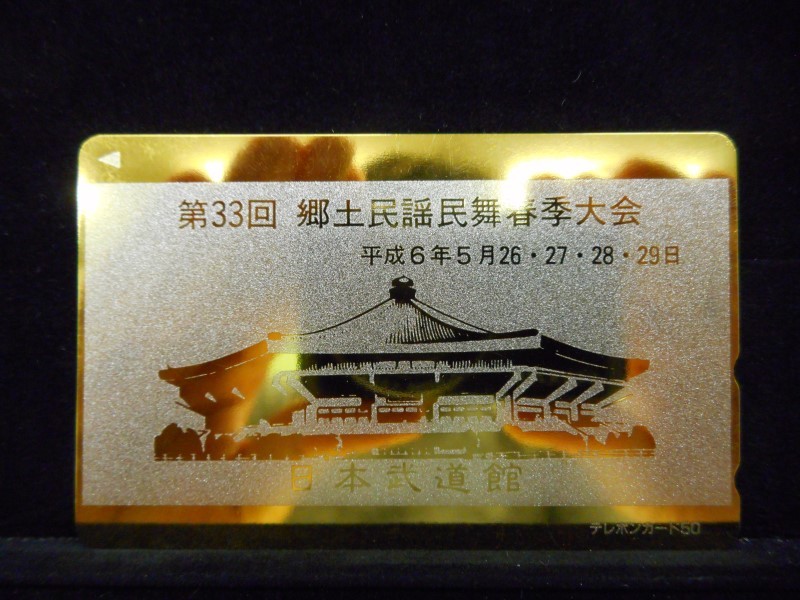 第33回 郷土民謡民舞春季大会
平成6年5月26・27・28・29日
日本武道館
テレホンカード50